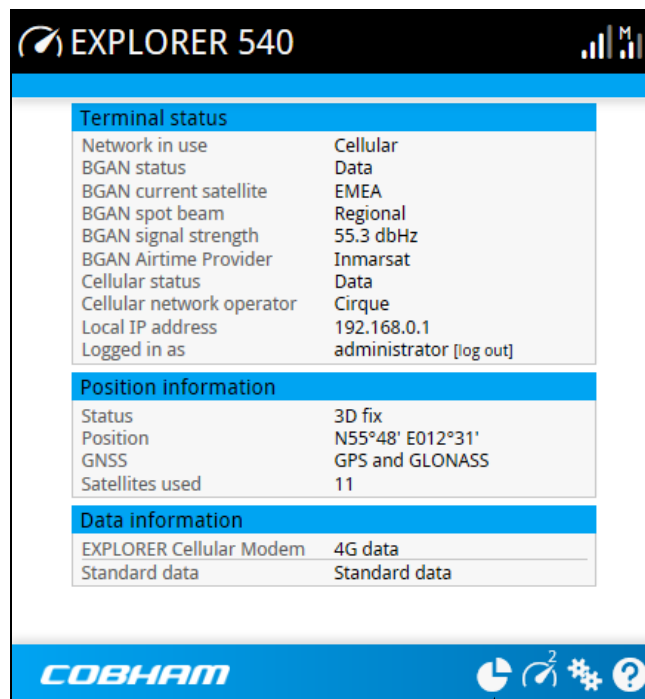 EXPLORER 540
M
Terminal status
Network in use Cellular
BGAN status Data
BGAN current satellite EMEA
BGAN spot beam Regional
BGAN signal strength 55.3 dbHz
BGAN Airtime Provider Inmarsat
Cellular status Data
Cellular network operator Cirque
Local IP address 192.168.0.1
Logged in as administrator [log out]
Position information
Status 3D fix
Position N55°48' E012°31'
GNSS GPS and GLONASS
Satellites used 11
Data information
EXPLORER Cellular Modem 4G data
Standard data Standard data
COBHAM 2 ?